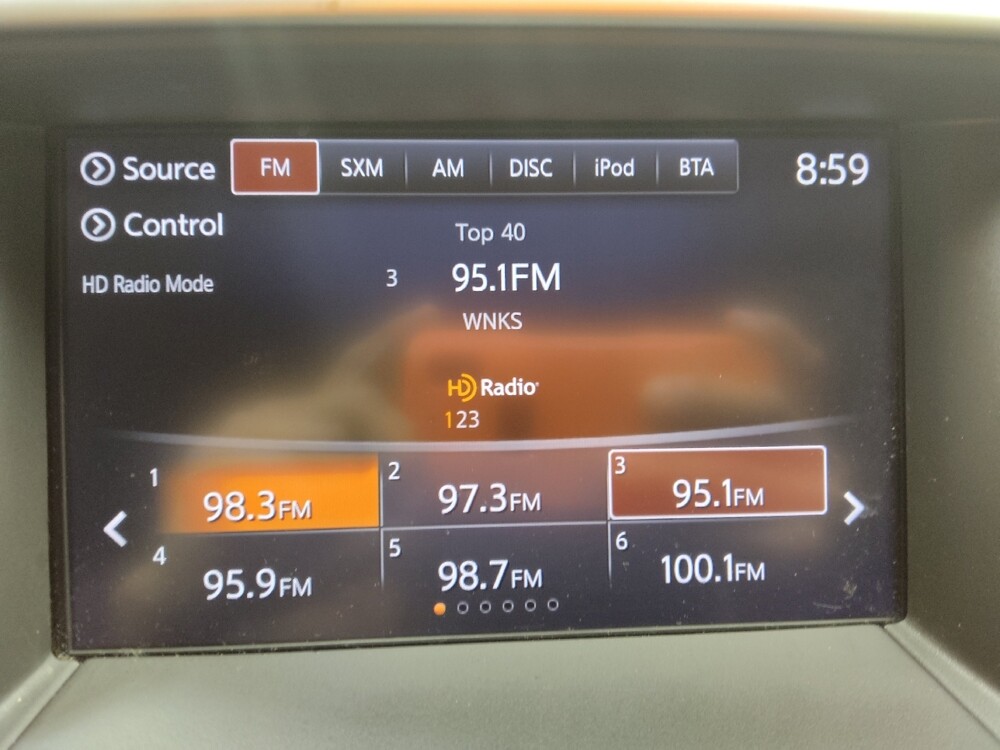 Source FM SXM AM DISC iPod BTA 8:59
Control
Top 40
HD Radio Mode 3 95.1FM
WNKS
HD Radio
123
1 98.3FM 2 97.3FM 3 95.1FM
4 95.9FM 5 98.7FM 6 100.1FM